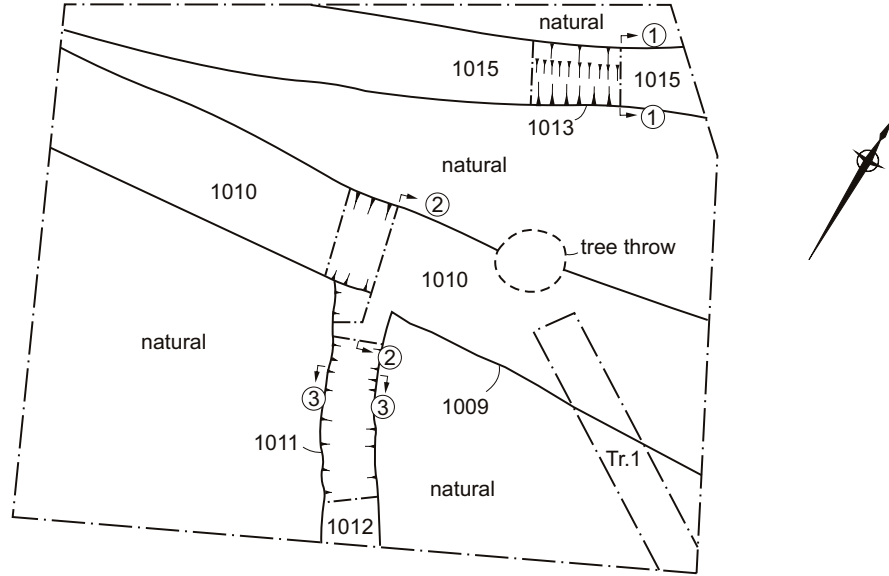 natural
①
1015
1015
①
1013
natural
1010
②
tree throw
1010
natural
②
③
③
1009
1011
Tr.1
natural
1012